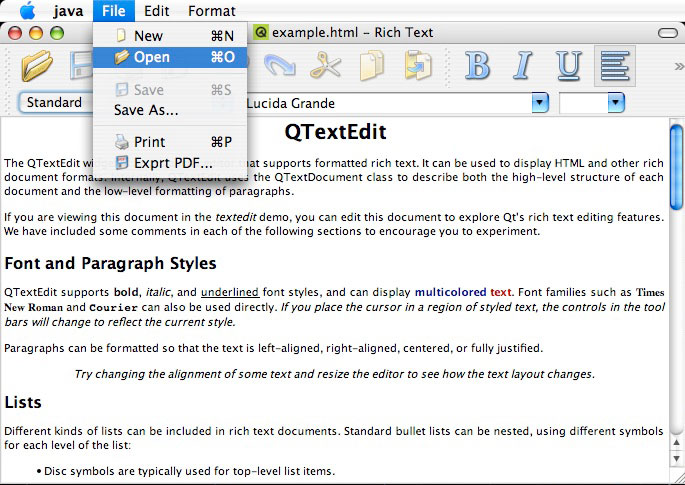 java File Edit Format
example.html – Rich Text
New ⌘N
Open ⌘O
Save ⌘S
Save As...
Print ⌘P
Exprt PDF...
B I U
Standard Lucida Grande
QTextEdit
The QTextEdit that supports formatted rich text. It can be used to display HTML and other rich
document formats. Internally, QTextEdit uses the QTextDocument class to describe both the high-level structure of each
document and the low-level formatting of paragraphs.
If you are viewing this document in the textedit demo, you can edit this document to explore Qt's rich text editing features.
We have included some comments in each of the following sections to encourage you to experiment.
Font and Paragraph Styles
QTextEdit supports bold, italic, and underlined font styles, and can display multicolored text. Font families such as Times
New Roman and Courier can also be used directly. If you place the cursor in a region of styled text, the controls in the tool
bars will change to reflect the current style.
Paragraphs can be formatted so that the text is left-aligned, right-aligned, centered, or fully justified.
Try changing the alignment of some text and resize the editor to see how the text layout changes.
Lists
Different kinds of lists can be included in rich text documents. Standard bullet lists can be nested, using different symbols
for each level of the list:
• Disc symbols are typically used for top-level list items.